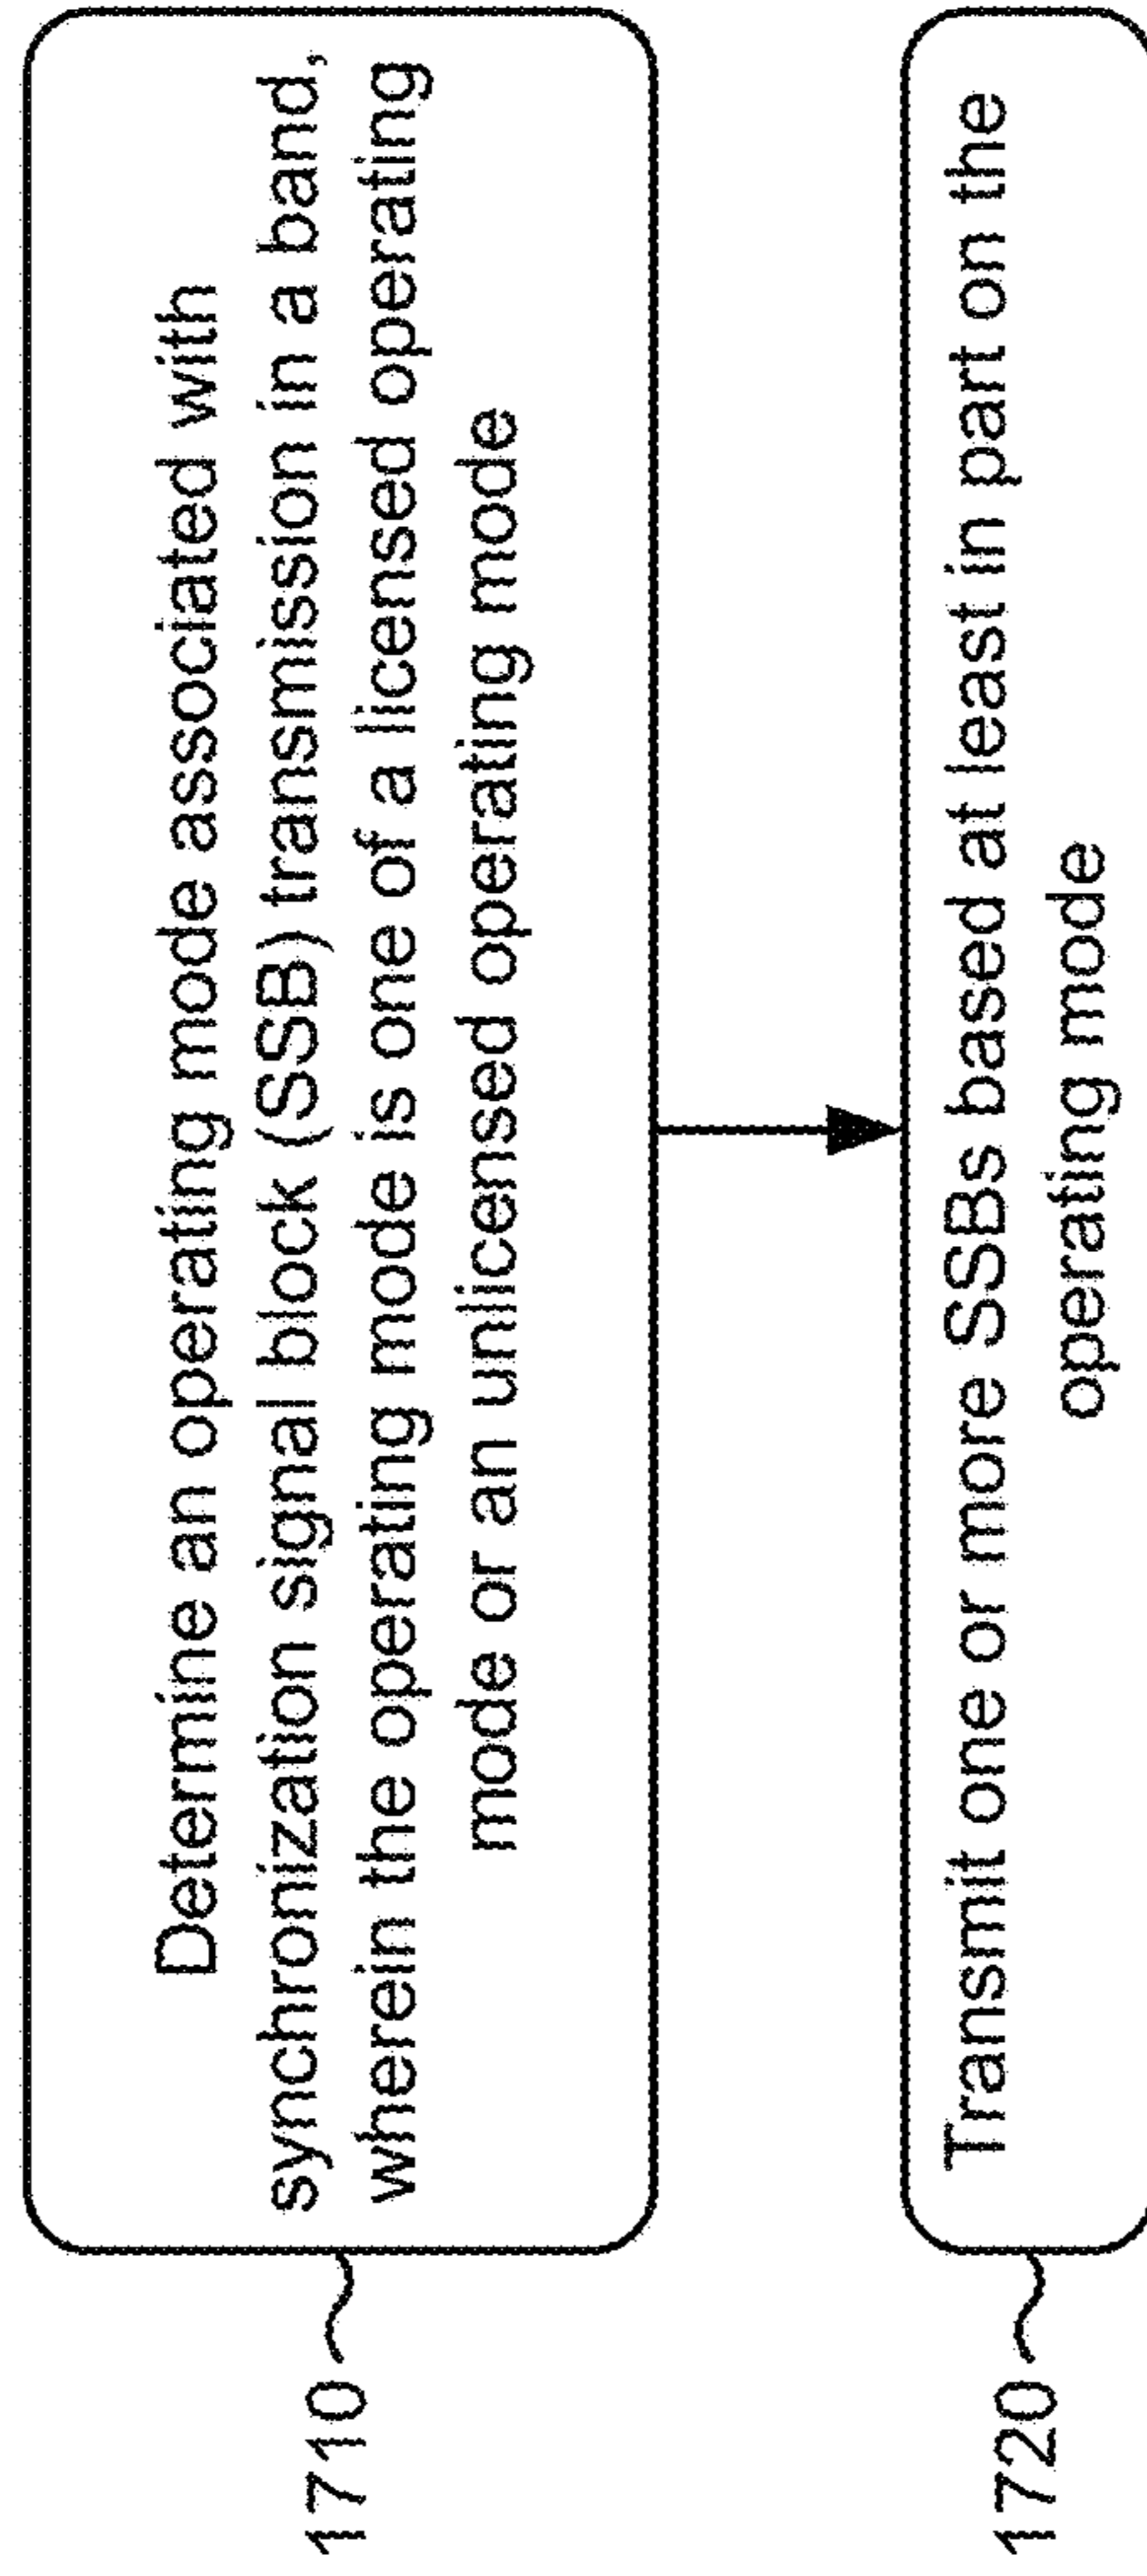 1710
Determine an operating mode associated with
synchronization signal block (SSB) transmission in a band,
wherein the operating mode is one of a licensed operating
mode or an unlicensed operating mode
1720
Transmit one or more SSBs based at least in part on the
operating mode